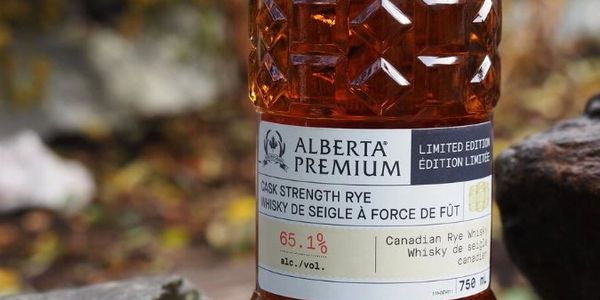 ALBERTA®
PREMIUM
LIMITED EDITION
ÉDITION LIMITÉE
CASK STRENGTH RYE
WHISKY DE SEIGLE À FORCE DE FÛT
65.1%
alc./vol.
Canadian Rye Whisky
Whisky de seigle
canadien
750 mL